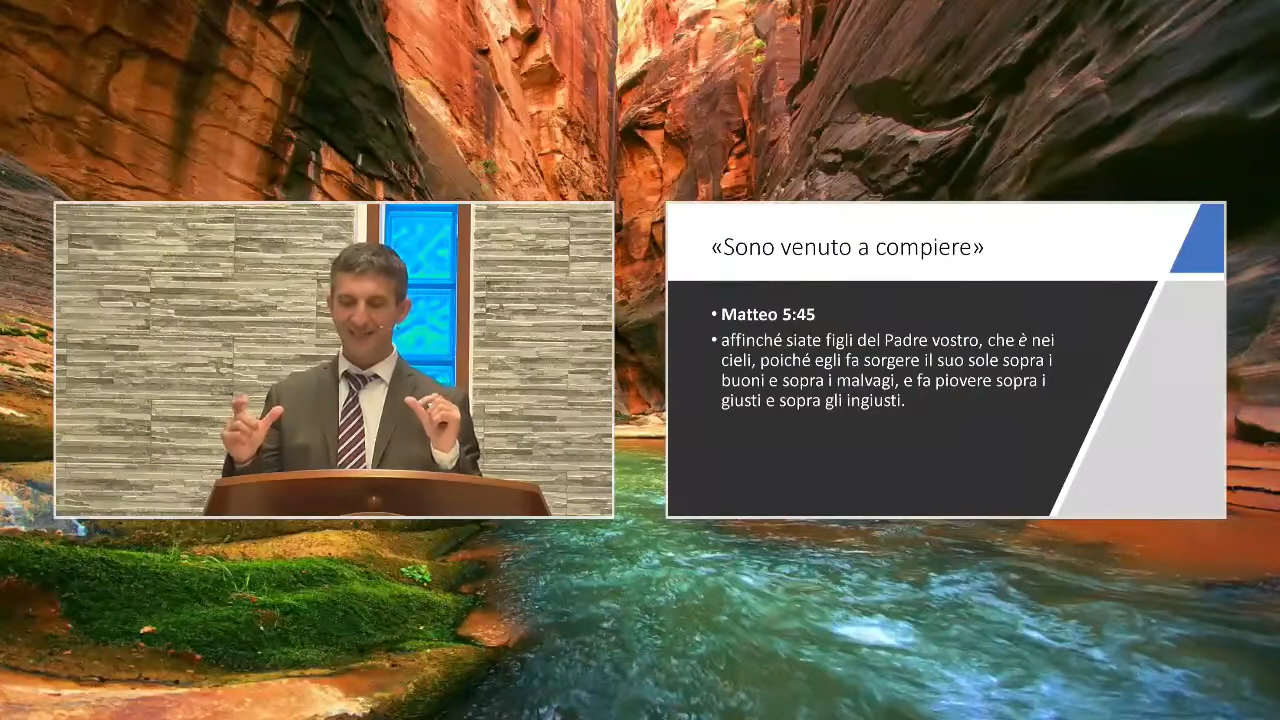 «Sono venuto a compiere»
• Matteo 5:45
• affinché siate figli del Padre vostro, che è nei
cieli, poiché egli fa sorgere il suo sole sopra i
buoni e sopra i malvagi, e fa piovere sopra i
giusti e sopra gli ingiusti.